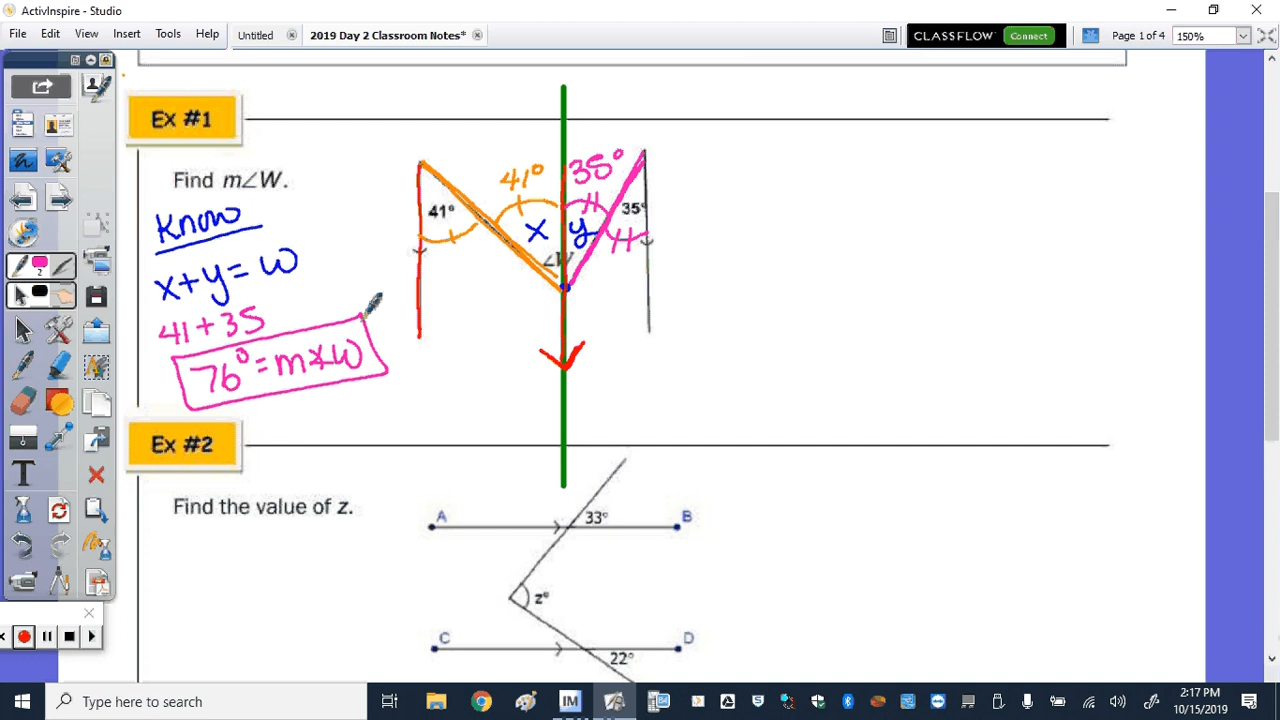 ActivInspire - Studio
File Edit View Insert Tools Help Untitled 2019 Day 2 Classroom Notes* CLASSFLOW Connect Page 1 of 4 150%
Ex #1
Find m∠W.
Know
x+y=w
41+35
76°=m∡w
41° 35°
41° 35°
x y
∠W
Ex #2
Find the value of z.
A 33° B
z°
C D
22°
T
2
Type here to search
IM
2:17 PM
10/15/2019